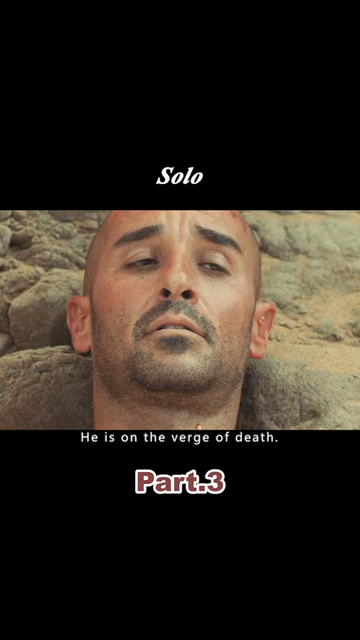 Solo
He is on the verge of death.
Part.3